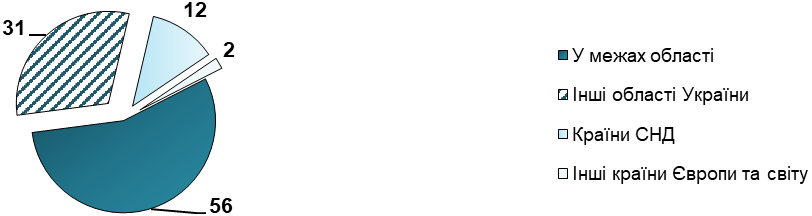 31
12
2
56
У межах області
Інші області України
Країни СНД
Інші країни Європи та світу